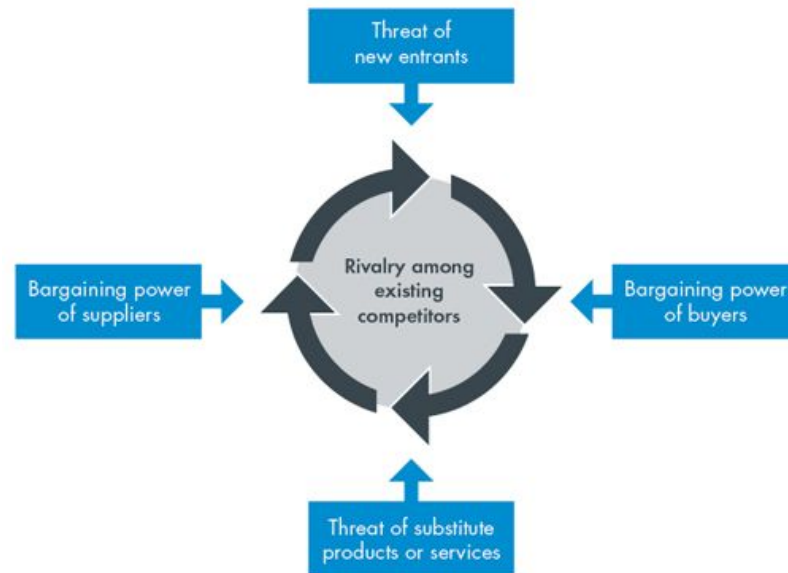 Threat of
new entrants
Bargaining power
of suppliers
Rivalry among
existing
competitors
Bargaining power
of buyers
Threat of substitute
products or services